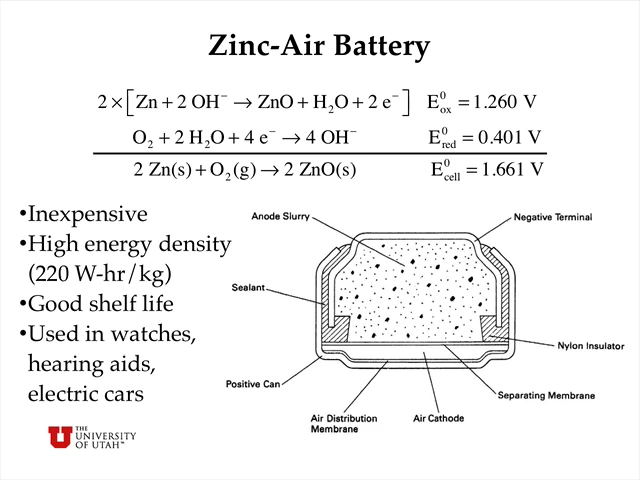 Zinc-Air Battery
2 × [Zn + 2 OH⁻ → ZnO + H₂O + 2 e⁻] E⁰ox = 1.260 V
O₂ + 2 H₂O + 4 e⁻ → 4 OH⁻ E⁰red = 0.401 V
2 Zn(s) + O₂(g) → 2 ZnO(s) E⁰cell = 1.661 V
•Inexpensive
•High energy density
(220 W-hr/kg)
•Good shelf life
•Used in watches,
hearing aids,
electric cars
Anode Slurry
Negative Terminal
Sealant
Nylon Insulator
Positive Can
Separating Membrane
Air Distribution
Membrane
Air Cathode
U THE
UNIVERSITY
OF UTAH™